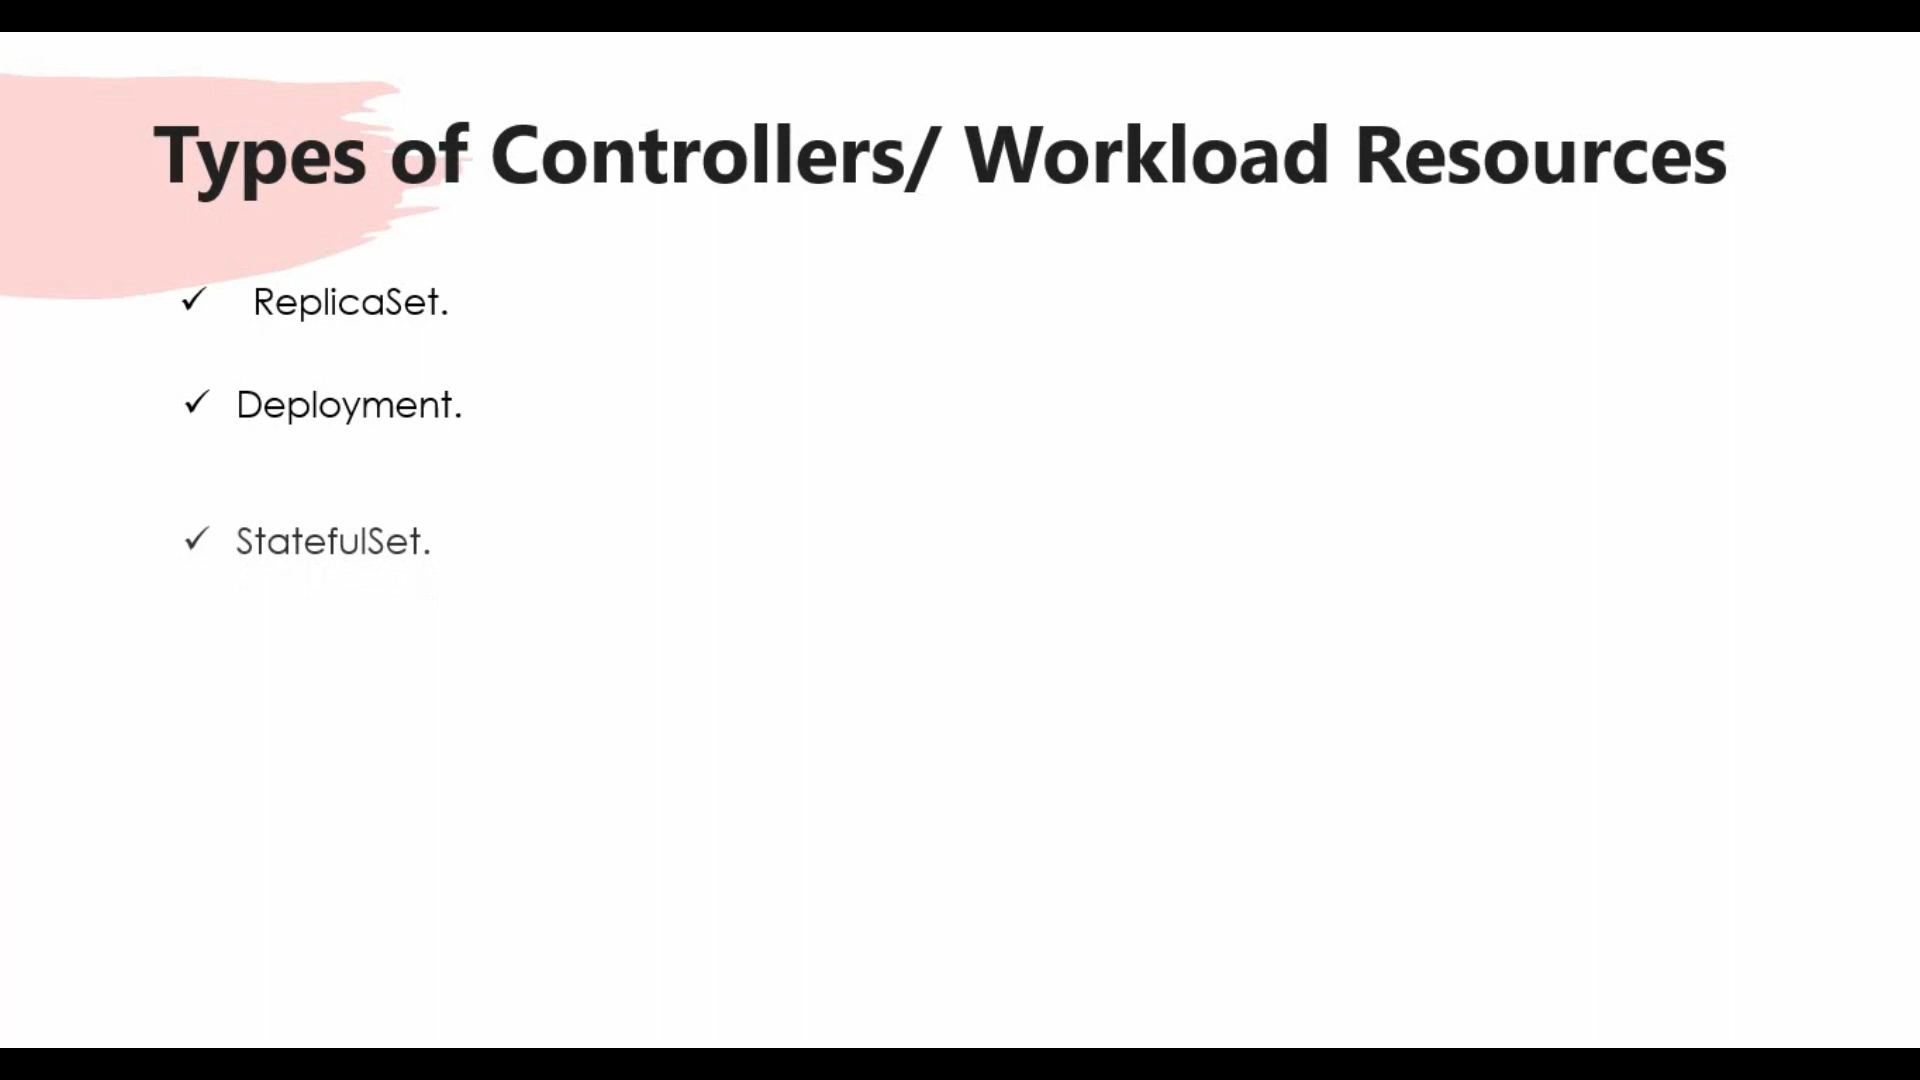 Types of Controllers/ Workload Resources
✓ ReplicaSet.
✓ Deployment.
✓ StatefulSet.